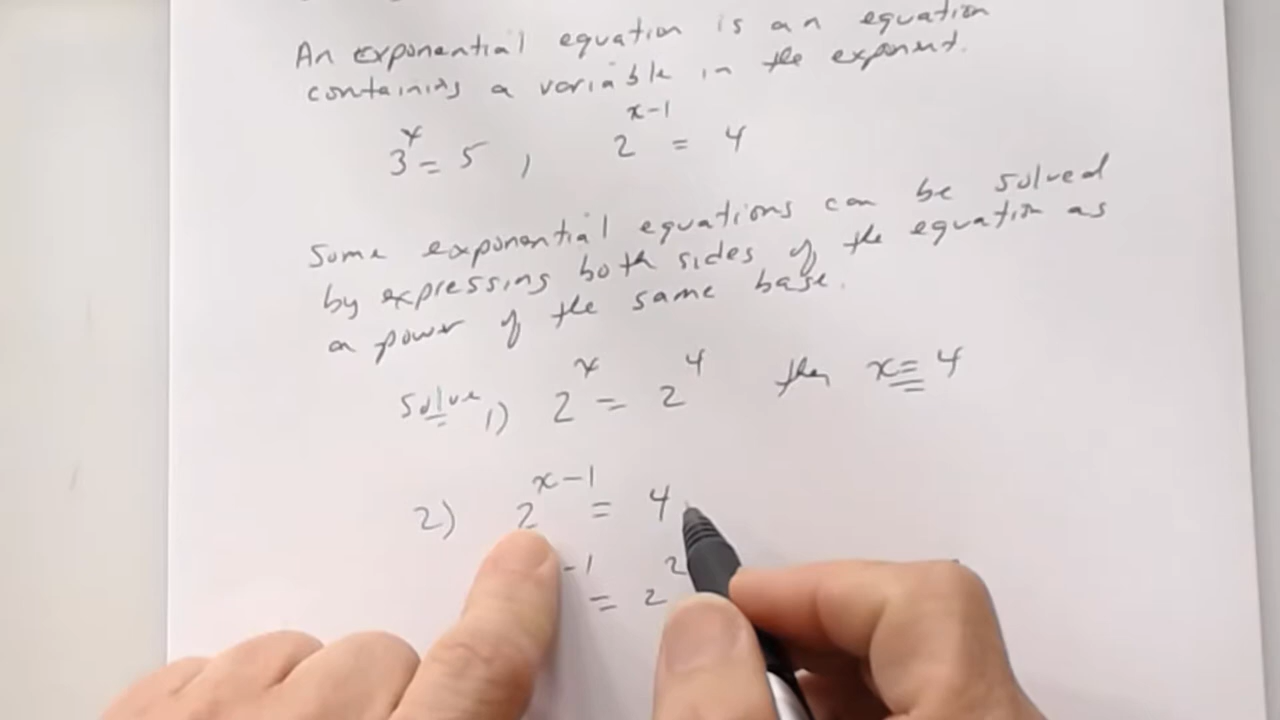 An exponential equation is an equation
containing a variable in the exponent.
3^x = 5 , 2^{x-1} = 4
Some exponential equations can be solved
by expressing both sides of the equation as
a power of the same base.
Solve 1) 2^x = 2^4 then x = 4
2) 2^{x-1} = 4
-1 = 2^2